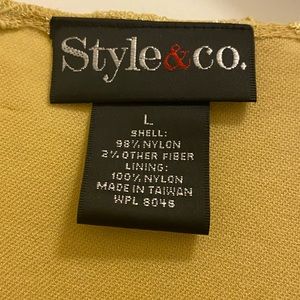 Style&co.
L
SHELL:
98% NYLON
2% OTHER FIBER
LINING:
100% NYLON
MADE IN TAIWAN
WPL 8046